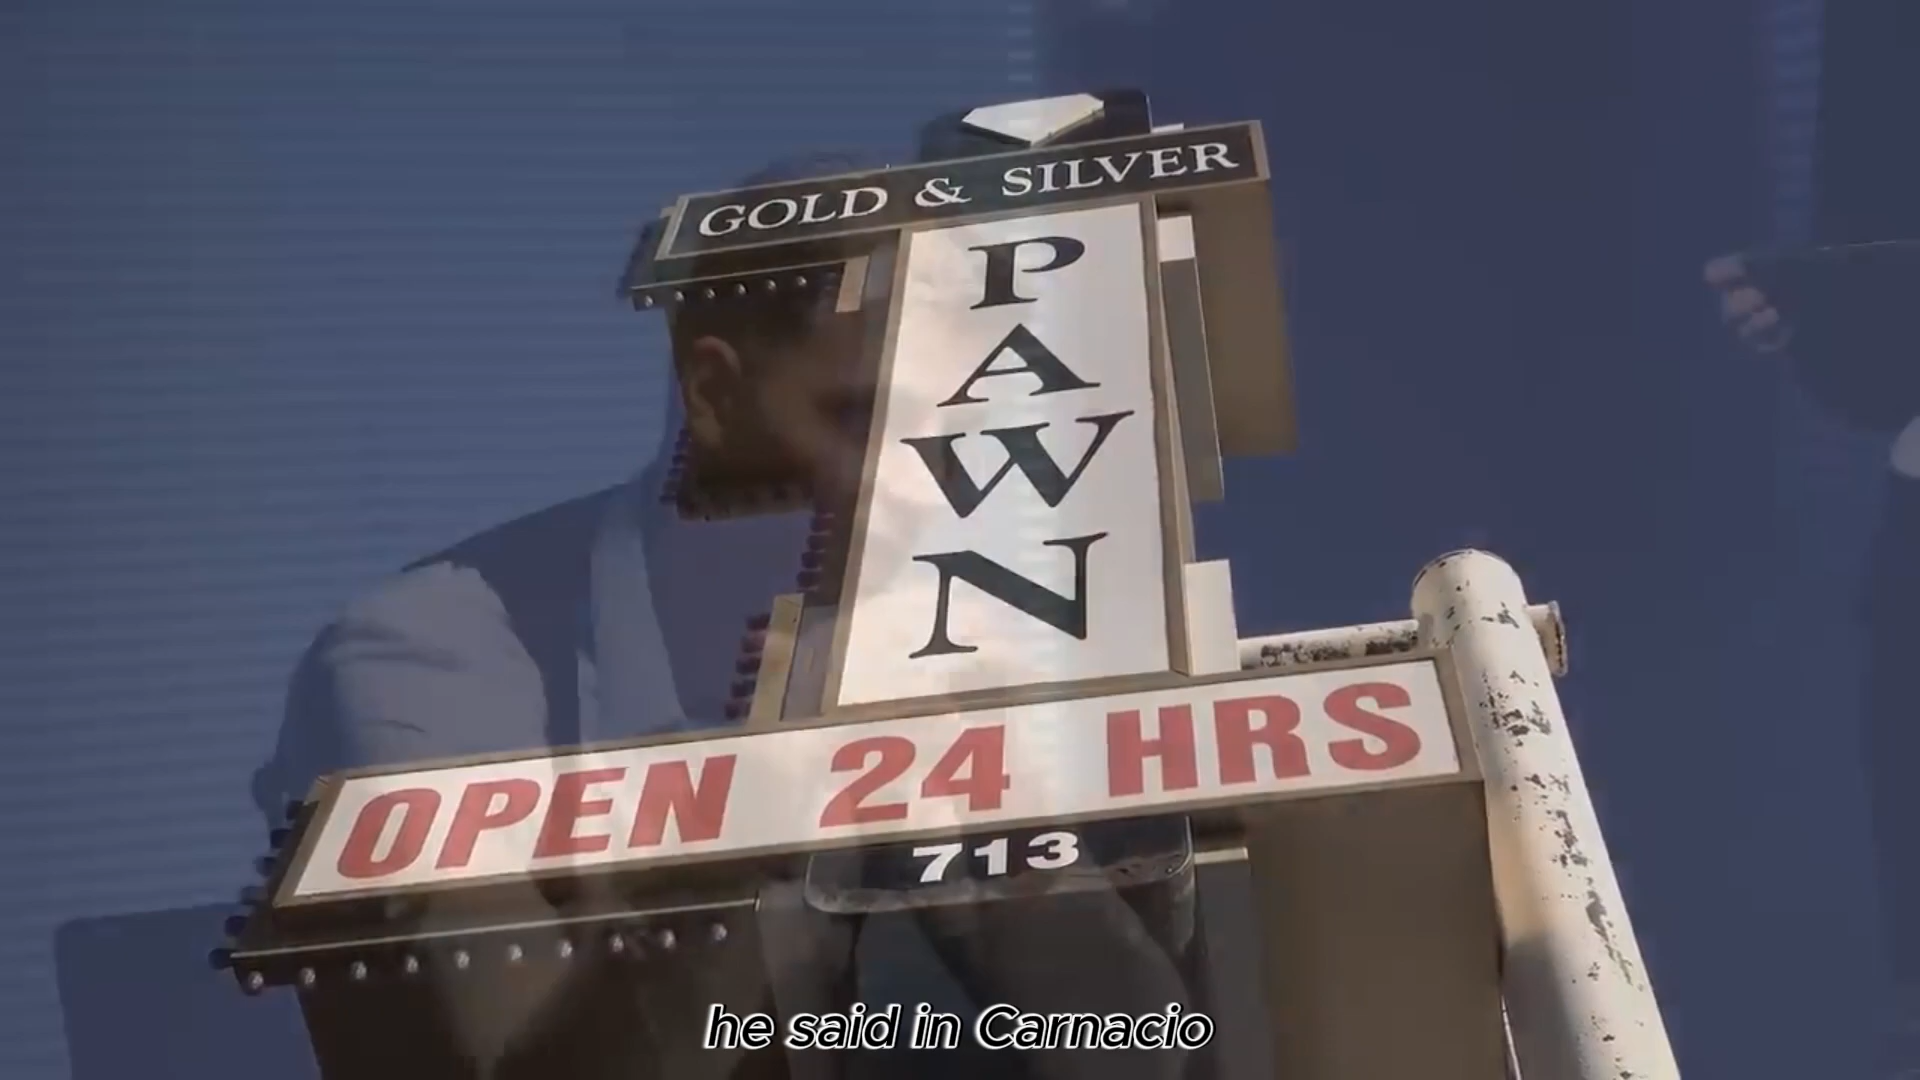 GOLD & SILVER
PAWN
OPEN 24 HRS
713
he said in Carnacio